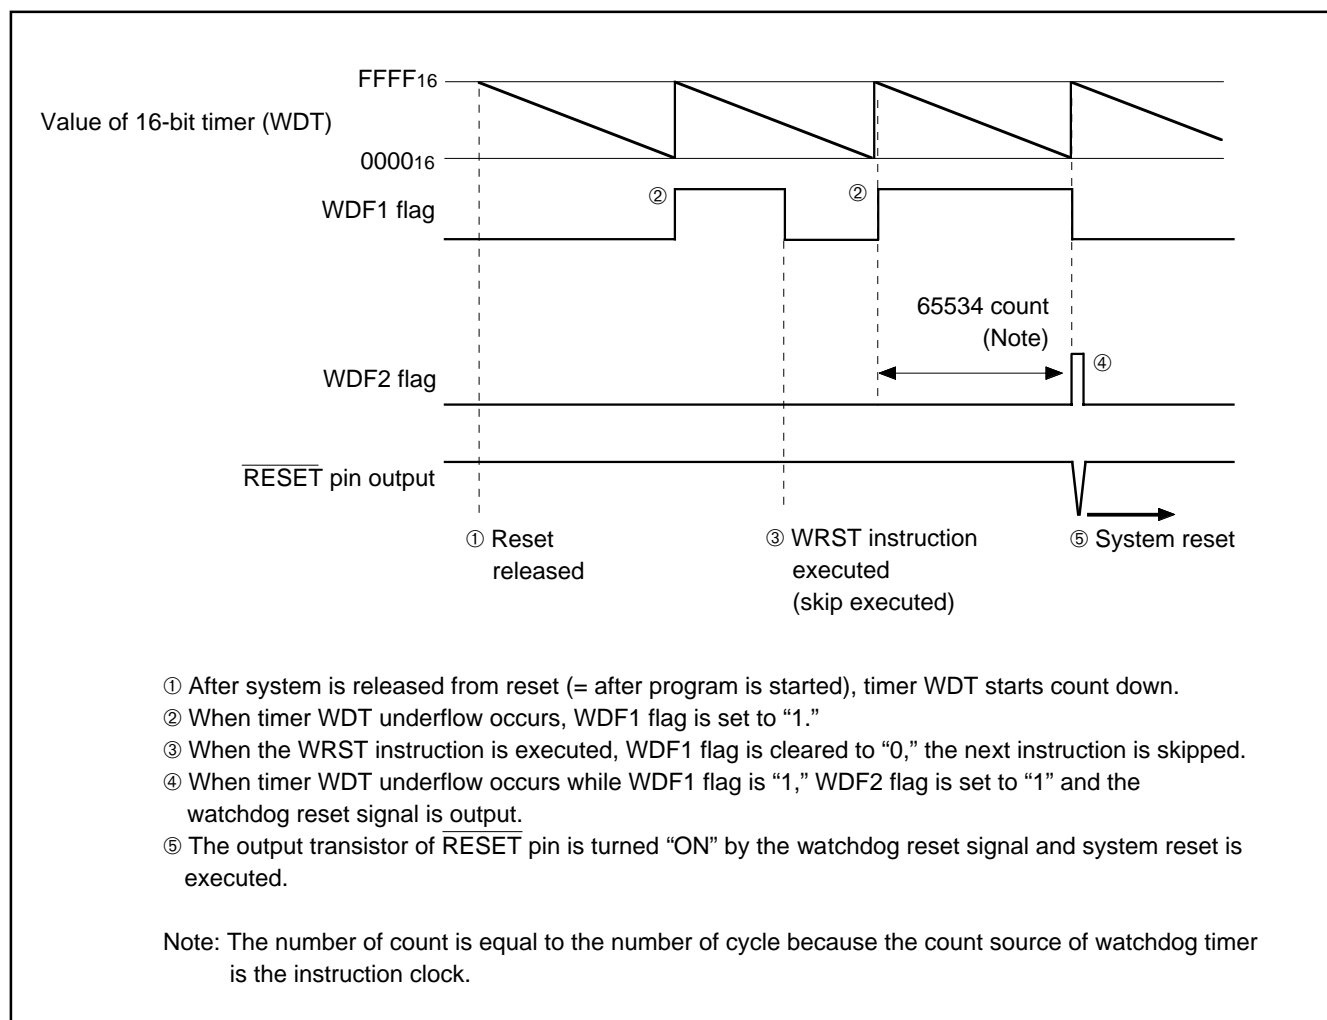 FFFF16
Value of 16-bit timer (WDT)
000016
② ②
WDF1 flag
65534 count
(Note)
④
WDF2 flag
RESET pin output
① Reset
released
③ WRST instruction
executed
(skip executed)
⑤ System reset
① After system is released from reset (= after program is started), timer WDT starts count down.
② When timer WDT underflow occurs, WDF1 flag is set to “1.”
③ When the WRST instruction is executed, WDF1 flag is cleared to “0,” the next instruction is skipped.
④ When timer WDT underflow occurs while WDF1 flag is “1,” WDF2 flag is set to “1” and the
watchdog reset signal is output.
⑤ The output transistor of RESET pin is turned “ON” by the watchdog reset signal and system reset is
executed.
Note: The number of count is equal to the number of cycle because the count source of watchdog timer
is the instruction clock.